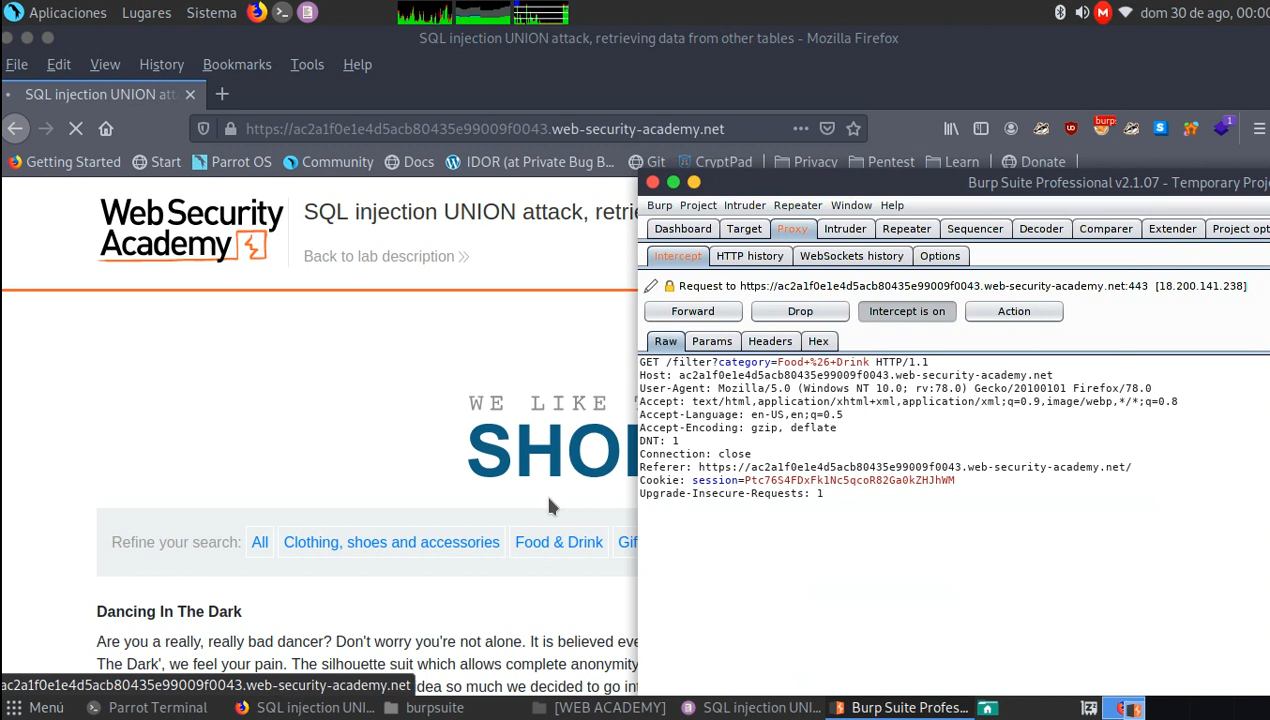 Aplicaciones Lugares Sistema dom 30 de ago, 00:00
SQL injection UNION attack, retrieving data from other tables - Mozilla Firefox
File Edit View History Bookmarks Tools Help
SQL injection UNION att
https://ac2a1f0e1e4d5acb80435e99009f0043.web-security-academy.net
Getting Started Start Parrot OS Community Docs IDOR (at Private Bug B... Git CryptPad Privacy Pentest Learn Donate
burp:
1
Web Security
Academy
SQL injection UNION attack, retrie
Back to lab description
WE LIKE
SHO
Refine your search: All Clothing, shoes and accessories Food & Drink Gif
Dancing In The Dark
Are you a really, really bad dancer? Don't worry you're not alone. It is believed eve
The Dark', we feel your pain. The silhouette suit which allows complete anonymity
idea so much we decided to go int
ac2a1f0e1e4d5acb80435e99009f0043.web-security-academy.net
Burp Suite Professional v2.1.07 - Temporary Proje
Burp Project Intruder Repeater Window Help
Dashboard Target Proxy Intruder Repeater Sequencer Decoder Comparer Extender Project opt
Intercept HTTP history WebSockets history Options
Request to https://ac2a1f0e1e4d5acb80435e99009f0043.web-security-academy.net:443 [18.200.141.238]
Forward Drop Intercept is on Action
Raw Params Headers Hex
GET /filter?category=Food+%26+Drink HTTP/1.1
Host: ac2a1f0e1e4d5acb80435e99009f0043.web-security-academy.net
User-Agent: Mozilla/5.0 (Windows NT 10.0; rv:78.0) Gecko/20100101 Firefox/78.0
Accept: text/html,application/xhtml+xml,application/xml;q=0.9,image/webp,*/*;q=0.8
Accept-Language: en-US,en;q=0.5
Accept-Encoding: gzip, deflate
DNT: 1
Connection: close
Referer: https://ac2a1f0e1e4d5acb80435e99009f0043.web-security-academy.net/
Cookie: session=Ptc76S4FDxFk1Nc5qcoR82Ga0kZHJhWM
Upgrade-Insecure-Requests: 1
Menú Parrot Terminal SQL injection UNI... burpsuite [WEB ACADEMY] SQL injection UNI... Burp Suite Profes...